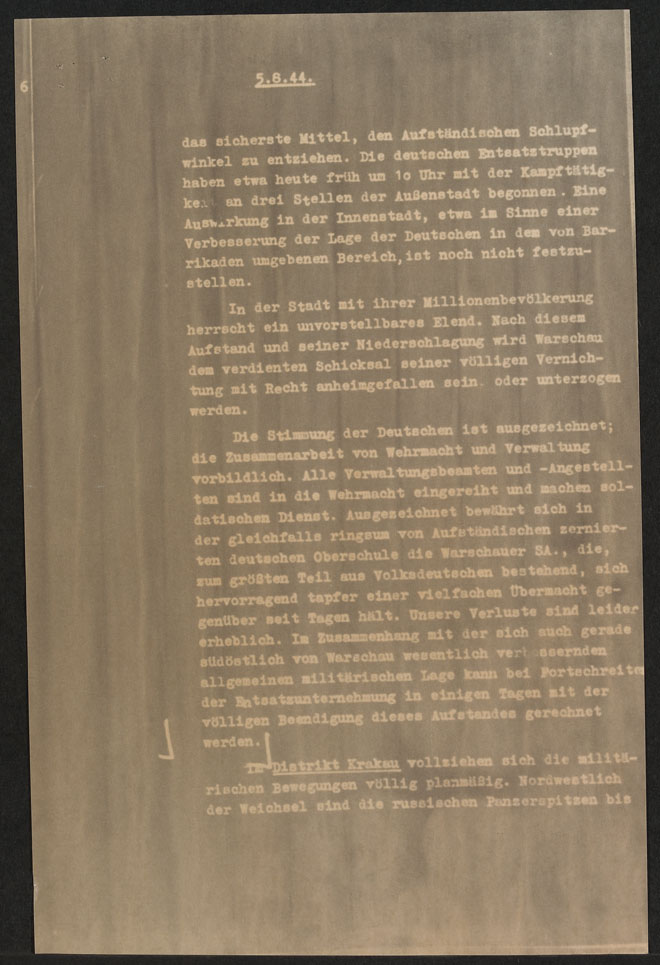 6
5.8.44.
das sicherste Mittel, den Aufständischen Schlupf-
winkel zu entziehen. Die deutschen Entsatstruppen
haben etwa heute früh um 1o Uhr mit der Kampftätig-
keit an drei Stellen der Außenstadt begonnen. Eine
Auswirkung in der Innenstadt, etwa im Sinne einer
Verbesserung der Lage der Deutschen in dem von Bar-
rikaden umgebenen Bereich, ist noch nicht festzu-
stellen.
In der Stadt mit ihrer Millionenbevölkerung
herrscht ein unvorstellbares Elend. Nach diesem
Aufstand und seiner Niederschlagung wird Warschau
dem verdienten Schicksal seiner völligen Vernich-
tung mit Recht anheimgefallen sein oder unterzogen
werden.
Die Stimmung der Deutschen ist ausgezeichnet;
die Zusammenarbeit von Wehrmacht und Verwaltung
vorbildlich. Alle Verwaltungsbeamten und -Angestell-
ten sind in die Wehrmacht eingereiht und machen sol-
datischen Dienst. Ausgezeichnet bewährt sich in
der gleichfalls ringsum von Aufständischen zernier-
ten deutschen Oberschule die Warschauer SA., die,
zum größten Teil aus Volksdeutschen bestehend, sich
hervorragend tapfer einer vielfachen Übermacht ge-
genüber seit Tagen hält. Unsere Verluste sind leider
erheblich. Im Zusammenhang mit der sich auch gerade
südöstlich von Warschau wesentlich verbessernden
allgemeinen militärischen Lage kann bei Fortschreiten
der Entsatzunternehmung in einigen Tagen mit der
völligen Beendigung dieses Aufstandes gerechnet
werden.
Im Distrikt Krakau vollziehen sich die militä-
rischen Bewegungen völlig planmäßig. Nordwestlich
der Weichsel sind die russischen Panzerspitzen bis